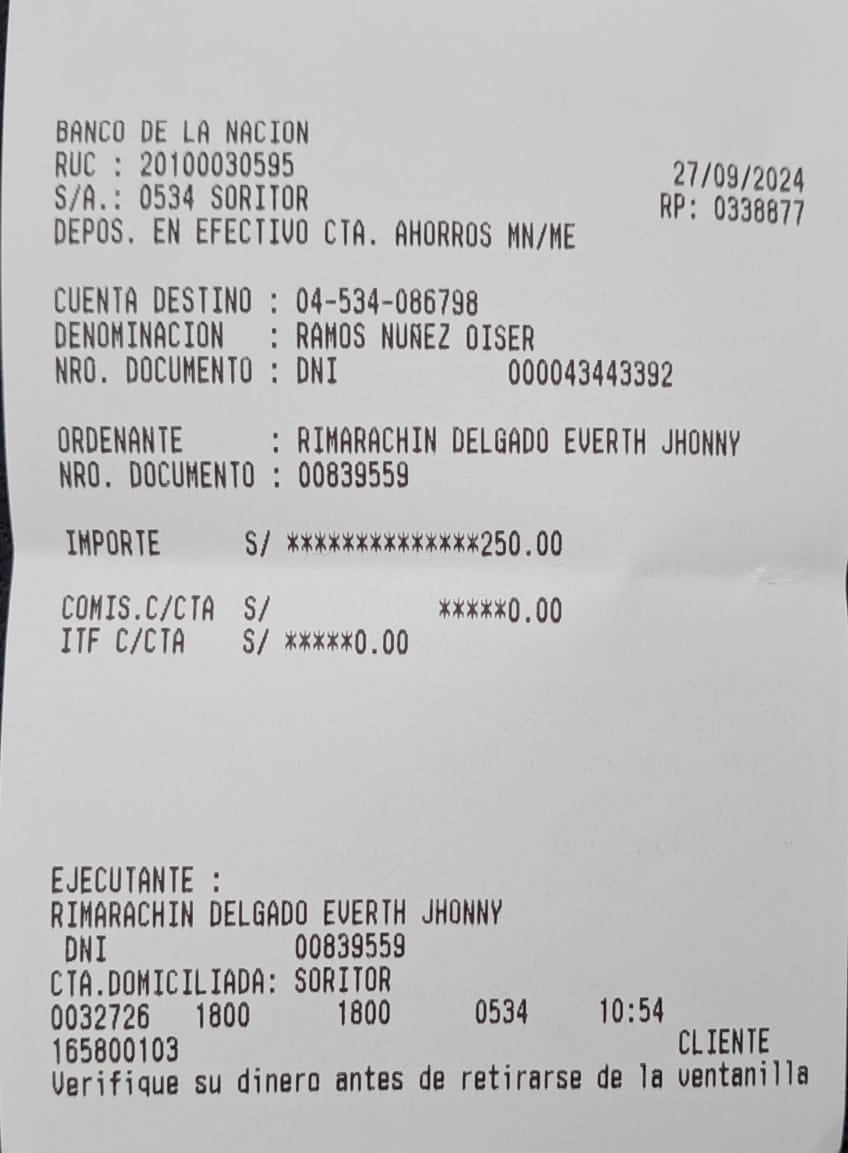 BANCO DE LA NACION
RUC : 20100030595
27/09/2024
S/A.: 0534 SORITOR
RP: 0338877
DEPOS. EN EFECTIVO CTA. AHORROS MN/ME
CUENTA DESTINO : 04-534-086798
DENOMINACION : RAMOS NUÑEZ OISER
NRO. DOCUMENTO : DNI 000043443392
ORDENANTE : RIMARACHIN DELGADO EVERTH JHONNY
NRO. DOCUMENTO : 00839559
IMPORTE S/ **************250.00
COMIS.C/CTA S/ *****0.00
ITF C/CTA S/ *****0.00
EJECUTANTE :
RIMARACHIN DELGADO EVERTH JHONNY
DNI 00839559
CTA.DOMICILIADA: SORITOR
0032726 1800 1800 0534 10:54
165800103 CLIENTE
Verifique su dinero antes de retirarse de la ventanilla